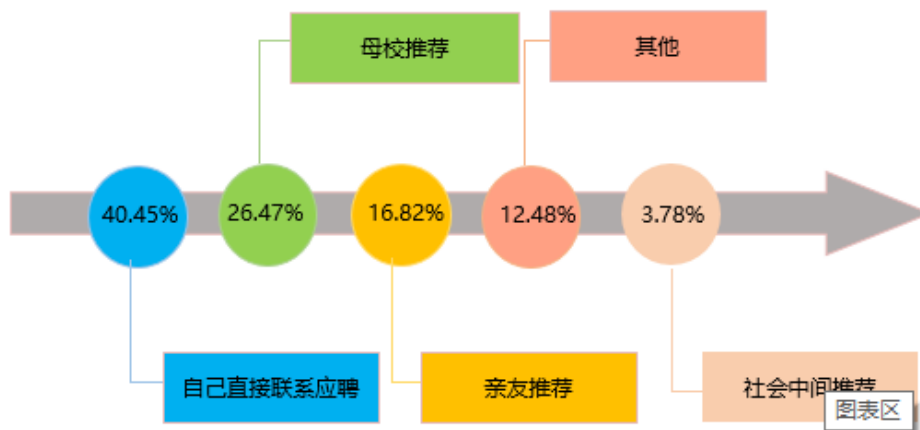 母校推荐
其他
40.45%
26.47%
16.82%
12.48%
3.78%
自己直接联系应聘
亲友推荐
社会中间推荐
图表区